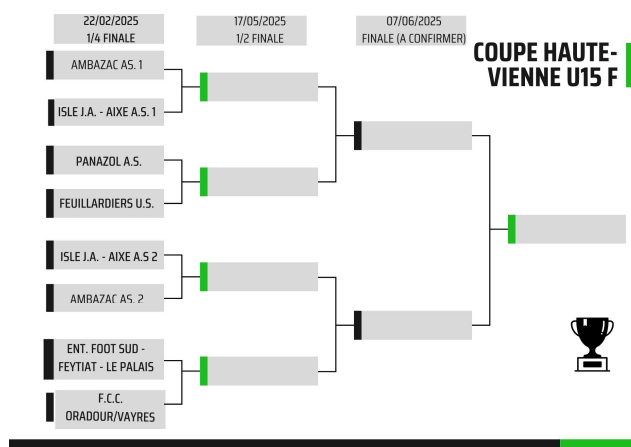 22/02/2025
1/4 FINALE
17/05/2025
1/2 FINALE
07/06/2025
FINALE (A CONFIRMER)
COUPE HAUTE-
VIENNE U15 F
AMBAZAC AS. 1
ISLE J.A. - AIXE A.S. 1
PANAZOL A.S.
FEUILLARDIERS U.S.
ISLE J.A. - AIXE A.S 2
AMBAZAC AS. 2
ENT. FOOT SUD -
FEYTIAT - LE PALAIS
F.C.C.
ORADOUR/VAYRES